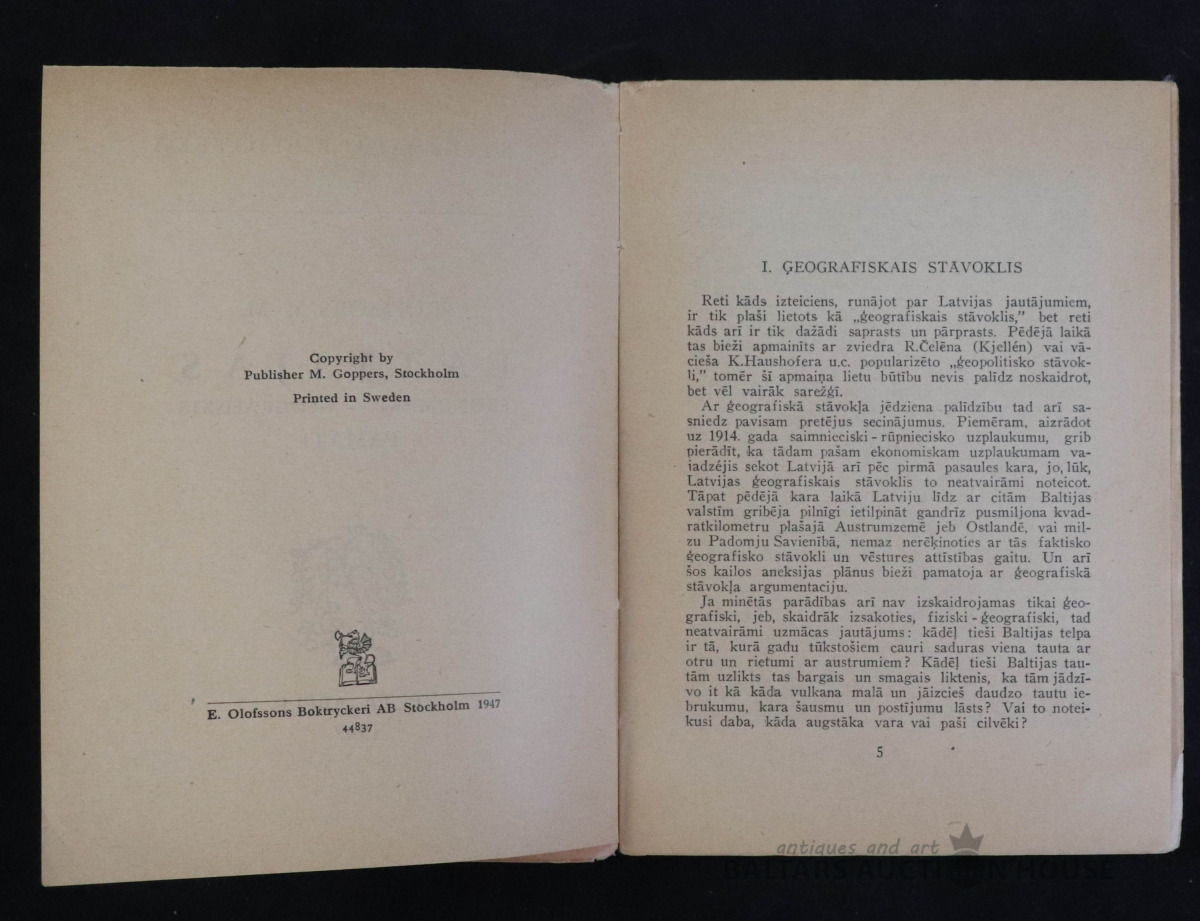 Copyright by
Publisher M. Goppers, Stockholm
Printed in Sweden
E. Olofssons Boktryckeri AB Stockholm 1947
44837
I. ĢEOGRAFISKAIS STĀVOKLIS
Reti kāds izteiciens, runājot par Latvijas jautājumiem,
ir tik plaši lietots kā „ģeografiskais stāvoklis,” bet reti
kāds arī ir tik dažādi saprasts un pārprasts. Pēdējā laikā
tas bieži apmainīts ar zviedra R.Čelēna (Kjellén) vai vā-
cieša K.Haushofera u.c. popularizēto „ģeopolitisko stāvok-
li,” tomēr šī apmaiņa lietu būtību nevis palīdz noskaidrot,
bet vēl vairāk sarežģī.
Ar ģeografiskā stāvokļa jēdziena palīdzību tad arī sa-
sniedz pavisam pretējus secinājumus. Piemēram, aizrādot
uz 1914. gada saimnieciski - rūpniecisko uzplaukumu, grib
pierādīt, ka tādam pašam ekonomiskam uzplaukumam va-
jadzējis sekot Latvijā arī pēc pirmā pasaules kara, jo, lūk,
Latvijas ģeografiskais stāvoklis to neatvairāmi noteicot.
Tāpat pēdējā kara laikā Latviju līdz ar citām Baltijas
valstīm gribēja pilnīgi ietilpināt gandrīz pusmiljona kvad-
ratkilometru plašajā Austrumzemē jeb Ostlandē, vai mil-
zu Padomju Savienībā, nemaz nerēķinoties ar tās faktisko
ģeografisko stāvokli un vēstures attīstības gaitu. Un arī
šos kailos aneksijas plānus bieži pamatoja ar ģeografiskā
stāvokļa argumentaciju.
Ja minētās parādības arī nav izskaidrojamas tikai ģeo-
grafiski, jeb, skaidrāk izsakoties, fiziski - ģeografiski, tad
neatvairāmi uzmācas jautājums: kādēļ tieši Baltijas telpa
ir tā, kurā gadu tūkstošiem cauri saduras viena tauta ar
otru un rietumi ar austrumiem? Kādēļ tieši Baltijas tau-
tām uzlikts tas bargais un smagais liktenis, ka tām jādzī-
vo it kā kāda vulkana malā un jāizcieš daudzo tautu ie-
brukumu, kara šausmu un postījumu lāsts? Vai to notei-
kusi daba, kāda augstāka vara vai paši cilvēki?
5
antiques and art
BALTARS AUCTION HOUSE